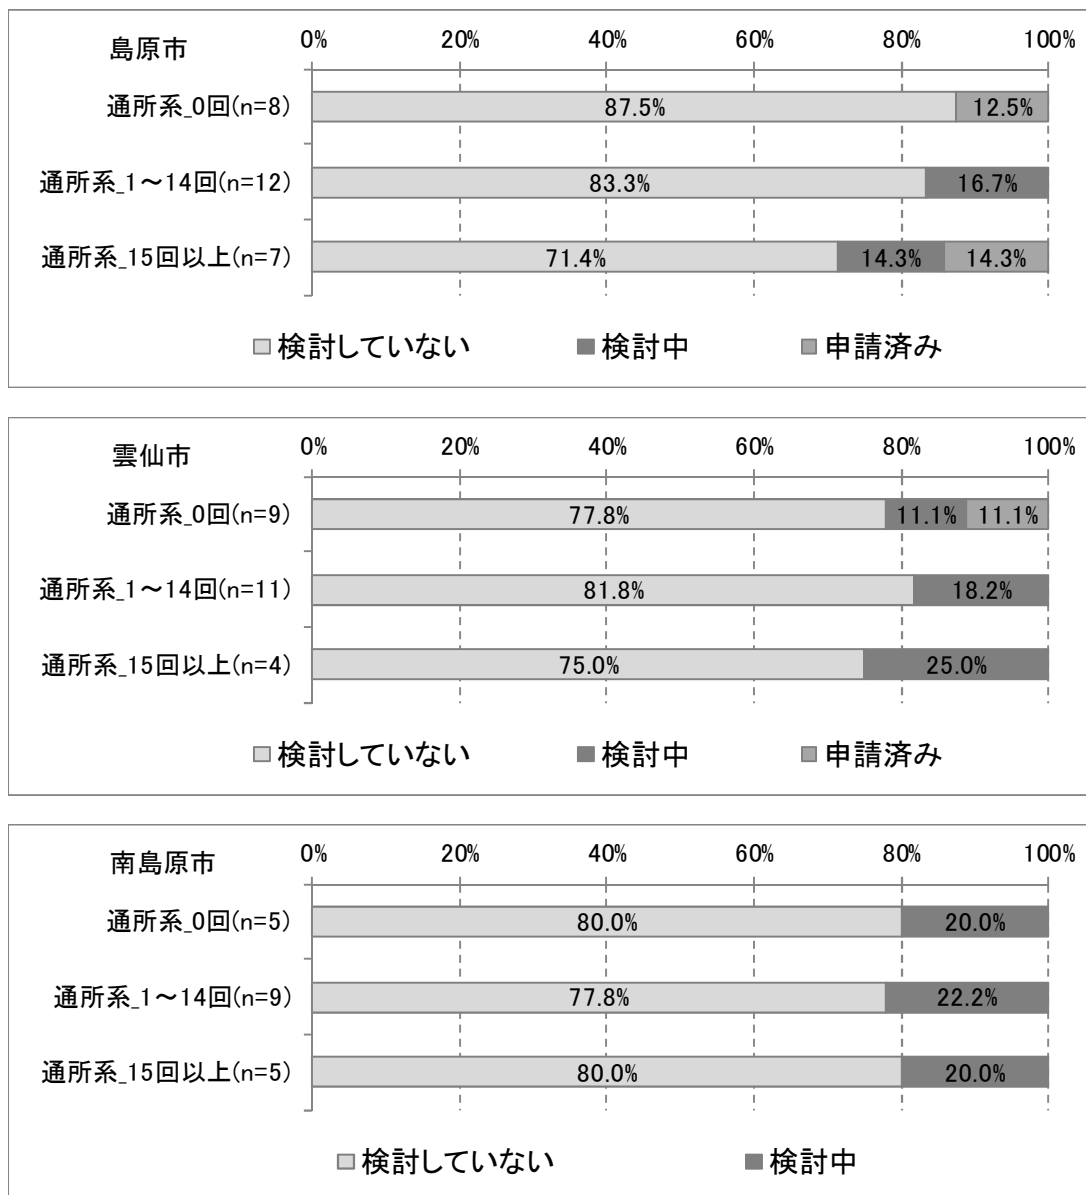 島原市
0% 20% 40% 60% 80% 100%
通所系_0回(n=8) 87.5% 12.5%
通所系_1～14回(n=12) 83.3% 16.7%
通所系_15回以上(n=7) 71.4% 14.3% 14.3%
検討していない 検討中 申請済み
雲仙市
0% 20% 40% 60% 80% 100%
通所系_0回(n=9) 77.8% 11.1% 11.1%
通所系_1～14回(n=11) 81.8% 18.2%
通所系_15回以上(n=4) 75.0% 25.0%
検討していない 検討中 申請済み
南島原市
0% 20% 40% 60% 80% 100%
通所系_0回(n=5) 80.0% 20.0%
通所系_1～14回(n=9) 77.8% 22.2%
通所系_15回以上(n=5) 80.0% 20.0%
検討していない 検討中